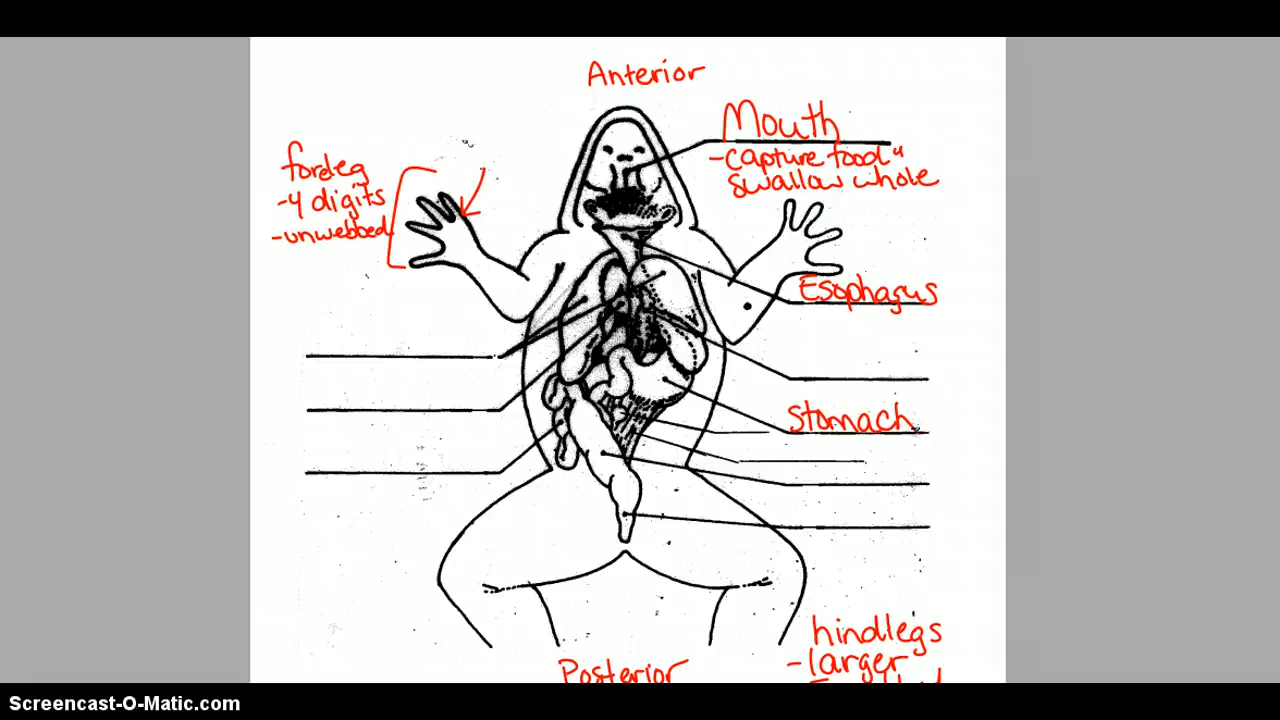 Anterior
Mouth
-capture food &
swallow whole
foreleg
-4 digits
-unwebbed
Esophagus
Stomach
hindlegs
-larger
Posterior
Screencast-O-Matic.com